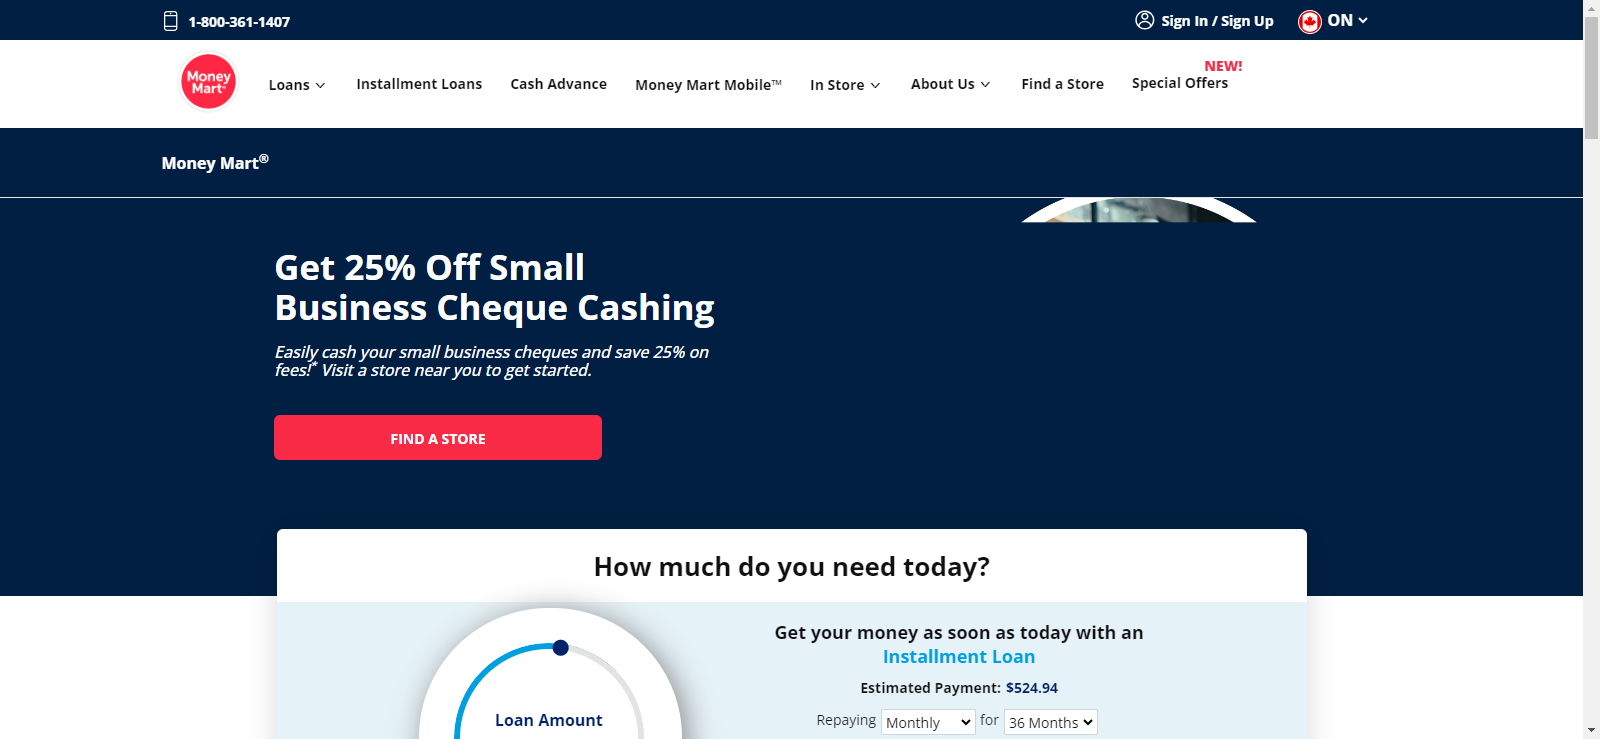 1-800-361-1407
Sign In / Sign Up
ON
Money
Mart®
Loans
Installment Loans
Cash Advance
Money Mart Mobile™
In Store
About Us
Find a Store
NEW!
Special Offers
Money Mart®
Get 25% Off Small
Business Cheque Cashing
Easily cash your small business cheques and save 25% on
fees!* Visit a store near you to get started.
FIND A STORE
How much do you need today?
Loan Amount
Get your money as soon as today with an
Installment Loan
Estimated Payment: $524.94
Repaying Monthly for 36 Months